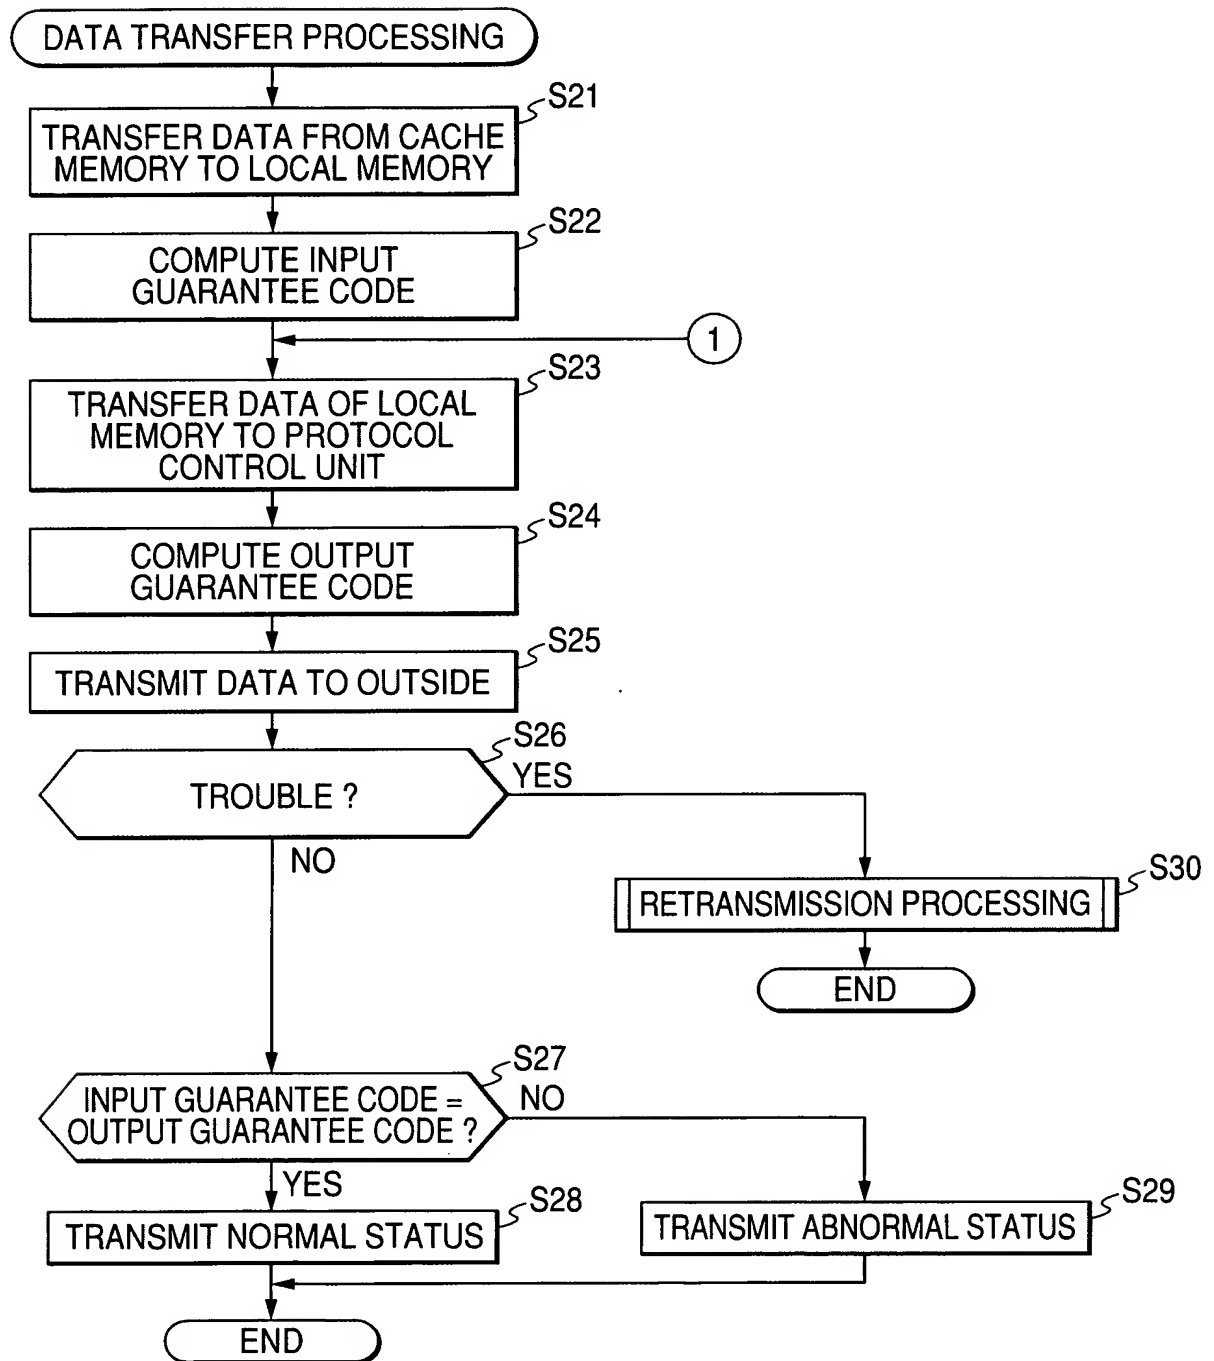 DATA TRANSFER PROCESSING
S21
TRANSFER DATA FROM CACHE
MEMORY TO LOCAL MEMORY
S22
COMPUTE INPUT
GUARANTEE CODE
1
S23
TRANSFER DATA OF LOCAL
MEMORY TO PROTOCOL
CONTROL UNIT
S24
COMPUTE OUTPUT
GUARANTEE CODE
S25
TRANSMIT DATA TO OUTSIDE
S26
TROUBLE ?
YES
NO
S30
RETRANSMISSION PROCESSING
END
S27
INPUT GUARANTEE CODE =
OUTPUT GUARANTEE CODE ?
NO
YES
S28
TRANSMIT NORMAL STATUS
S29
TRANSMIT ABNORMAL STATUS
END